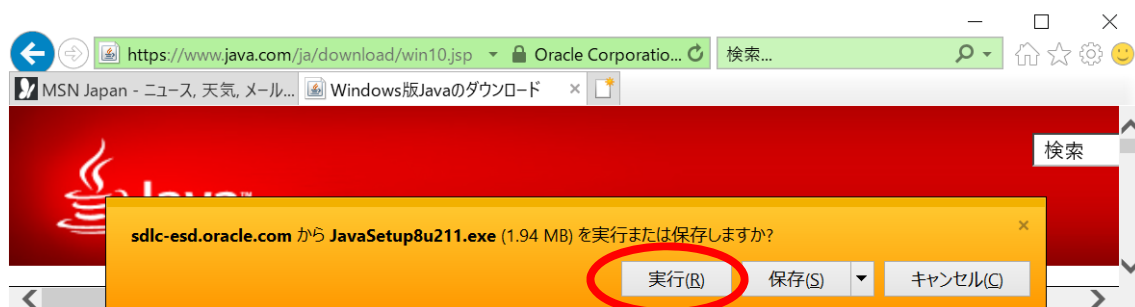 https://www.java.com/ja/download/win10.jsp Oracle Corporatio... 検索...
MSN Japan - ニュース, 天気, メール... Windows版Javaのダウンロード
検索
Java™
sdlc-esd.oracle.com から JavaSetup8u211.exe (1.94 MB) を実行または保存しますか?
実行(R) 保存(S) キャンセル(C)